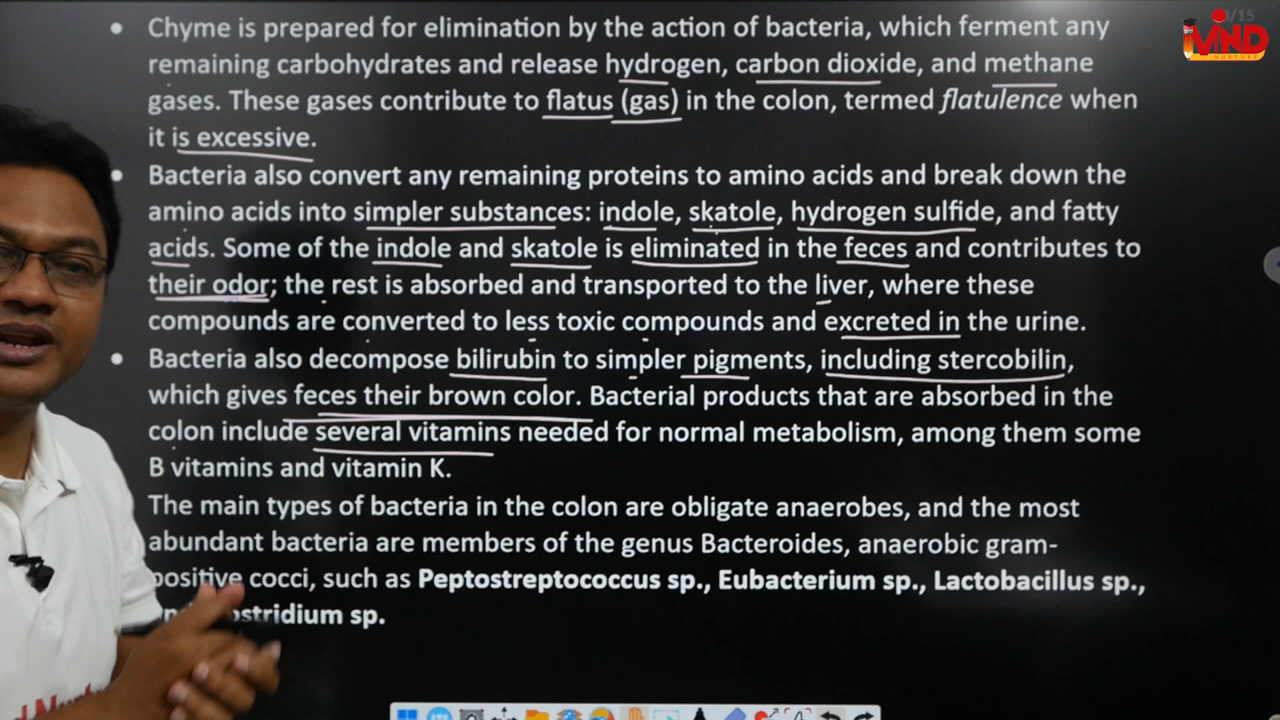 • Chyme is prepared for elimination by the action of bacteria, which ferment any
remaining carbohydrates and release hydrogen, carbon dioxide, and methane
gases. These gases contribute to flatus (gas) in the colon, termed flatulence when
it is excessive.
• Bacteria also convert any remaining proteins to amino acids and break down the
amino acids into simpler substances: indole, skatole, hydrogen sulfide, and fatty
acids. Some of the indole and skatole is eliminated in the feces and contributes to
their odor; the rest is absorbed and transported to the liver, where these
compounds are converted to less toxic compounds and excreted in the urine.
• Bacteria also decompose bilirubin to simpler pigments, including stercobilin,
which gives feces their brown color. Bacterial products that are absorbed in the
colon include several vitamins needed for normal metabolism, among them some
B vitamins and vitamin K.
The main types of bacteria in the colon are obligate anaerobes, and the most
abundant bacteria are members of the genus Bacteroides, anaerobic gram-
positive cocci, such as Peptostreptococcus sp., Eubacterium sp., Lactobacillus sp.,
sp.
/15
MIND
NURTURE